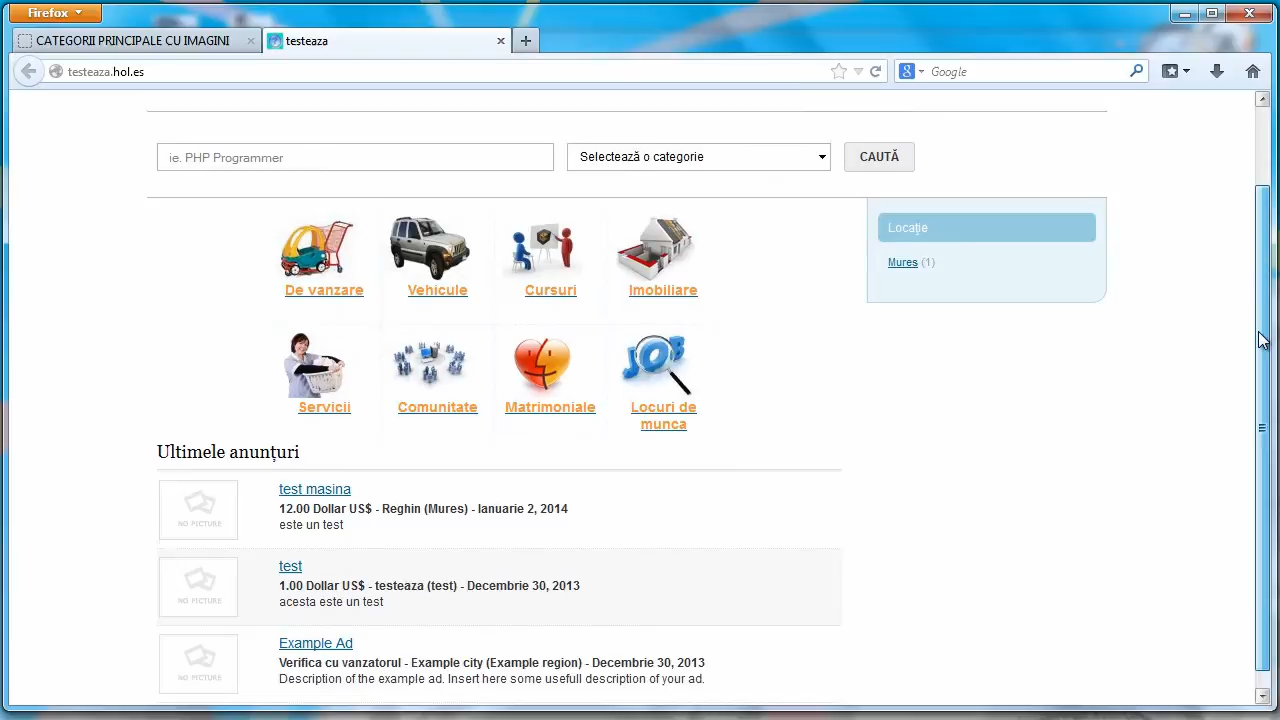 Firefox
CATEGORII PRINCIPALE CU IMAGINI
testeaza
testeaza.hol.es
Google
ie. PHP Programmer
Selectează o categorie
CAUTĂ
De vanzare
Vehicule
Cursuri
Imobiliare
Locație
Mures (1)
JOB
Servicii
Comunitate
Matrimoniale
Locuri de
munca
Ultimele anunțuri
NO PICTURE
test masina
12.00 Dollar US$ - Reghin (Mures) - Ianuarie 2, 2014
este un test
NO PICTURE
test
1.00 Dollar US$ - testeaza (test) - Decembrie 30, 2013
acesta este un test
NO PICTURE
Example Ad
Verifica cu vanzatorul - Example city (Example region) - Decembrie 30, 2013
Description of the example ad. Insert here some usefull description of your ad.